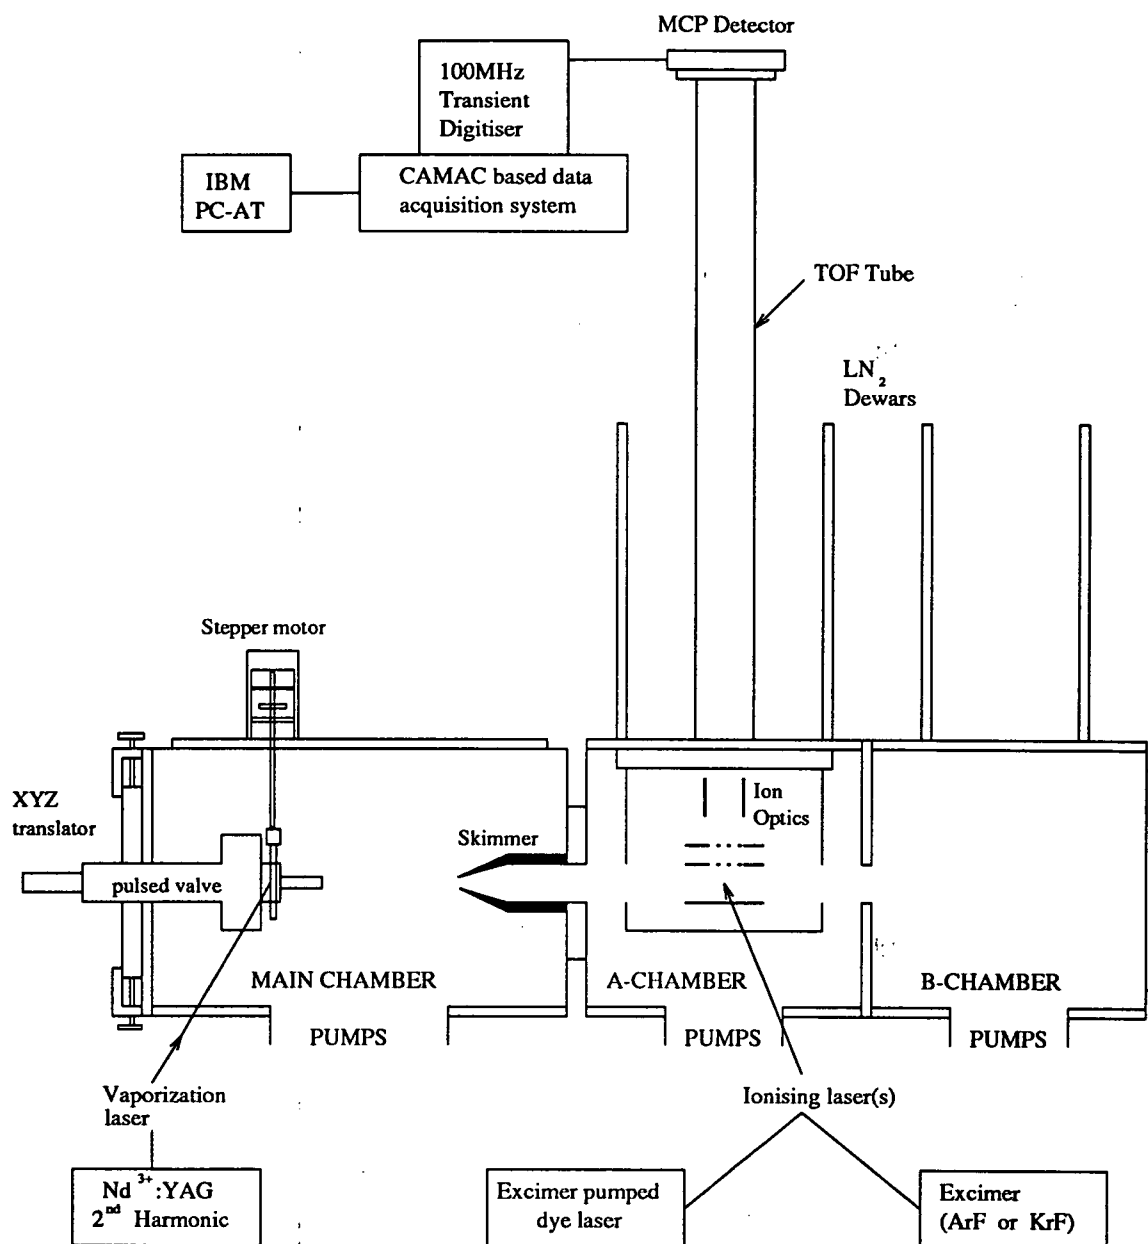 MCP Detector
100MHz
Transient
Digitiser
IBM
PC-AT
CAMAC based data
acquisition system
TOF Tube
LN2
Dewars
Stepper motor
XYZ
translator
Ion
Optics
Skimmer
pulsed valve
MAIN CHAMBER
A-CHAMBER
B-CHAMBER
PUMPS
PUMPS
PUMPS
Vaporization
laser
Ionising laser(s)
Nd3+:YAG
2nd Harmonic
Excimer pumped
dye laser
Excimer
(ArF or KrF)